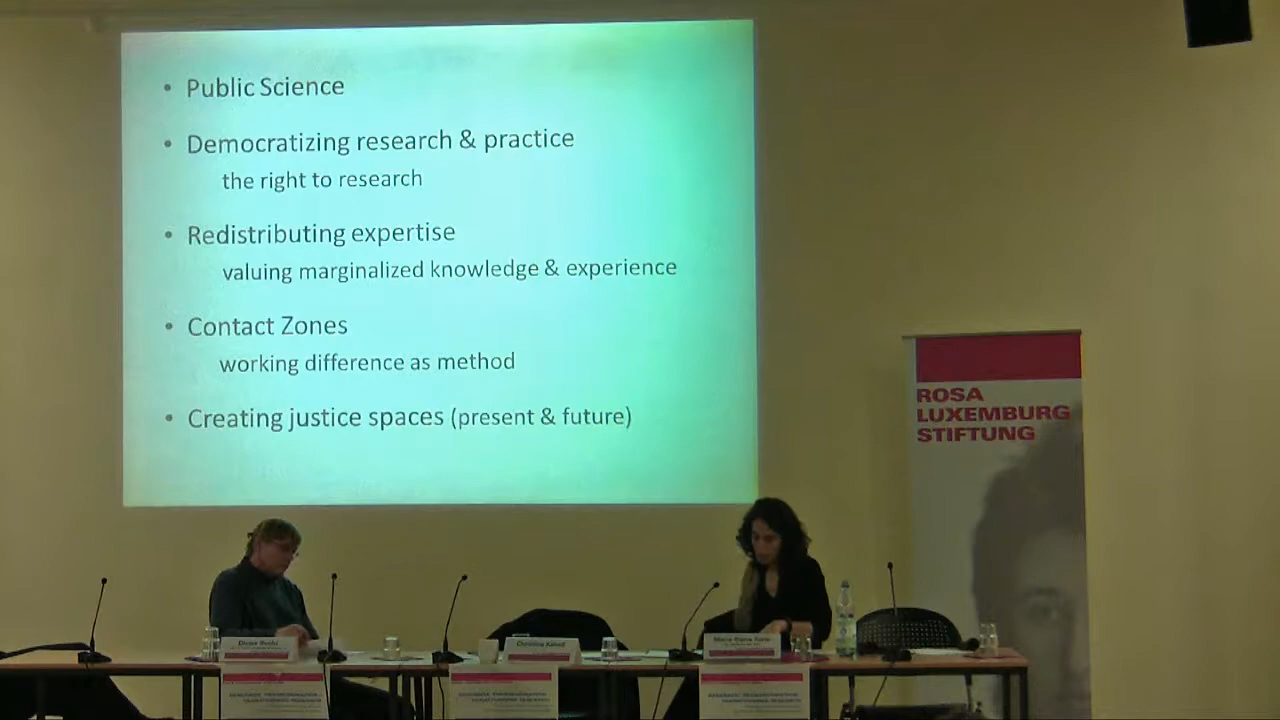 • Public Science
• Democratizing research & practice
the right to research
• Redistributing expertise
valuing marginalized knowledge & experience
• Contact Zones
working difference as method
• Creating justice spaces (present & future)
ROSA
LUXEMBURG
STIFTUNG